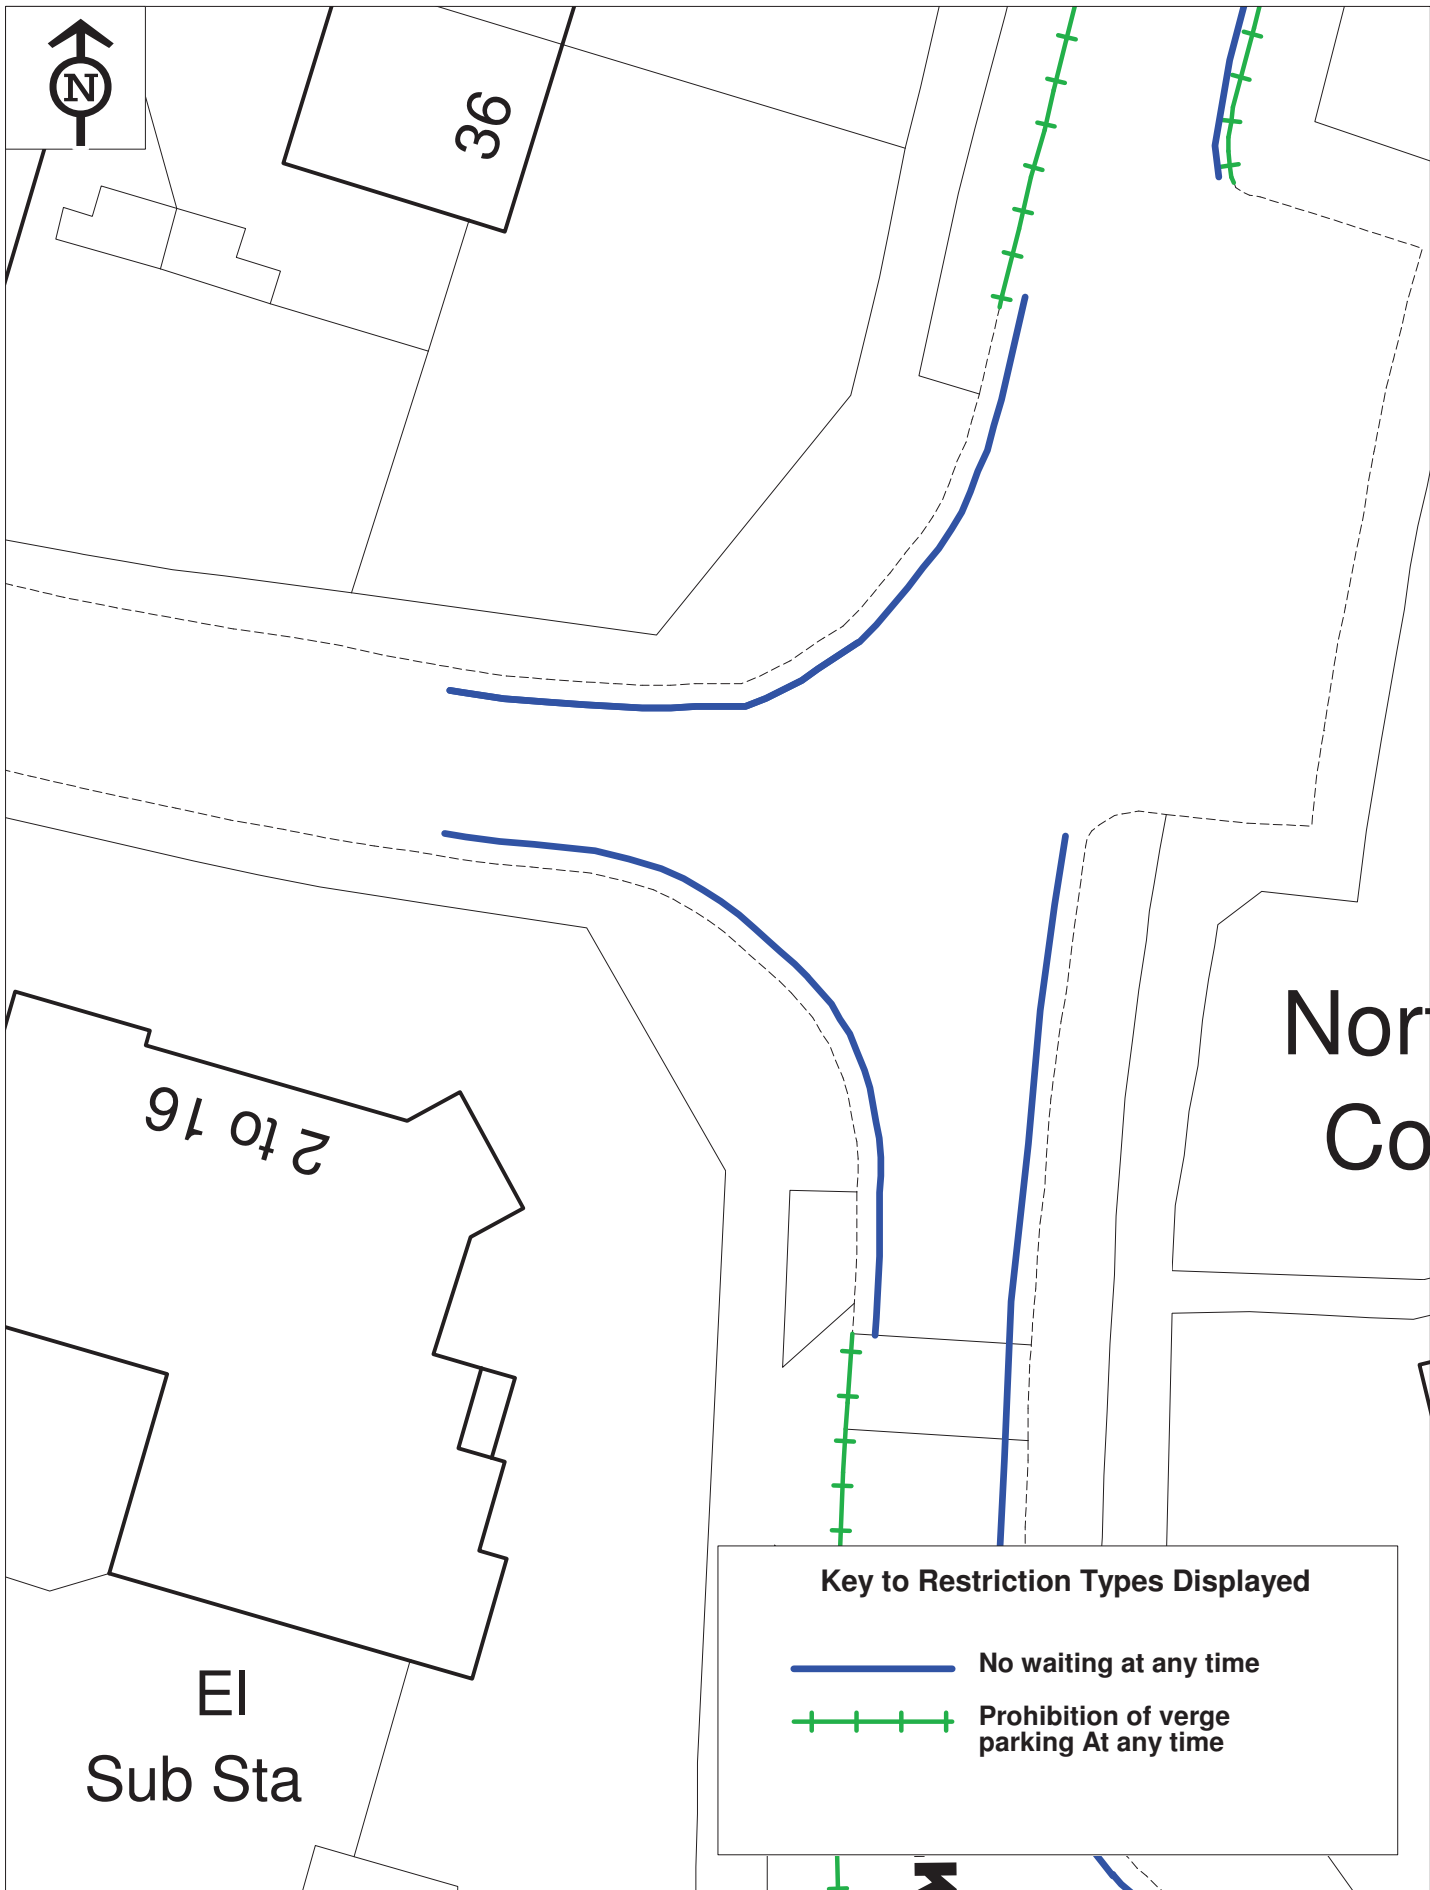 N
36
Nor
Co
2 to 16
El
Sub Sta
Key to Restriction Types Displayed
No waiting at any time
Prohibition of verge
parking At any time